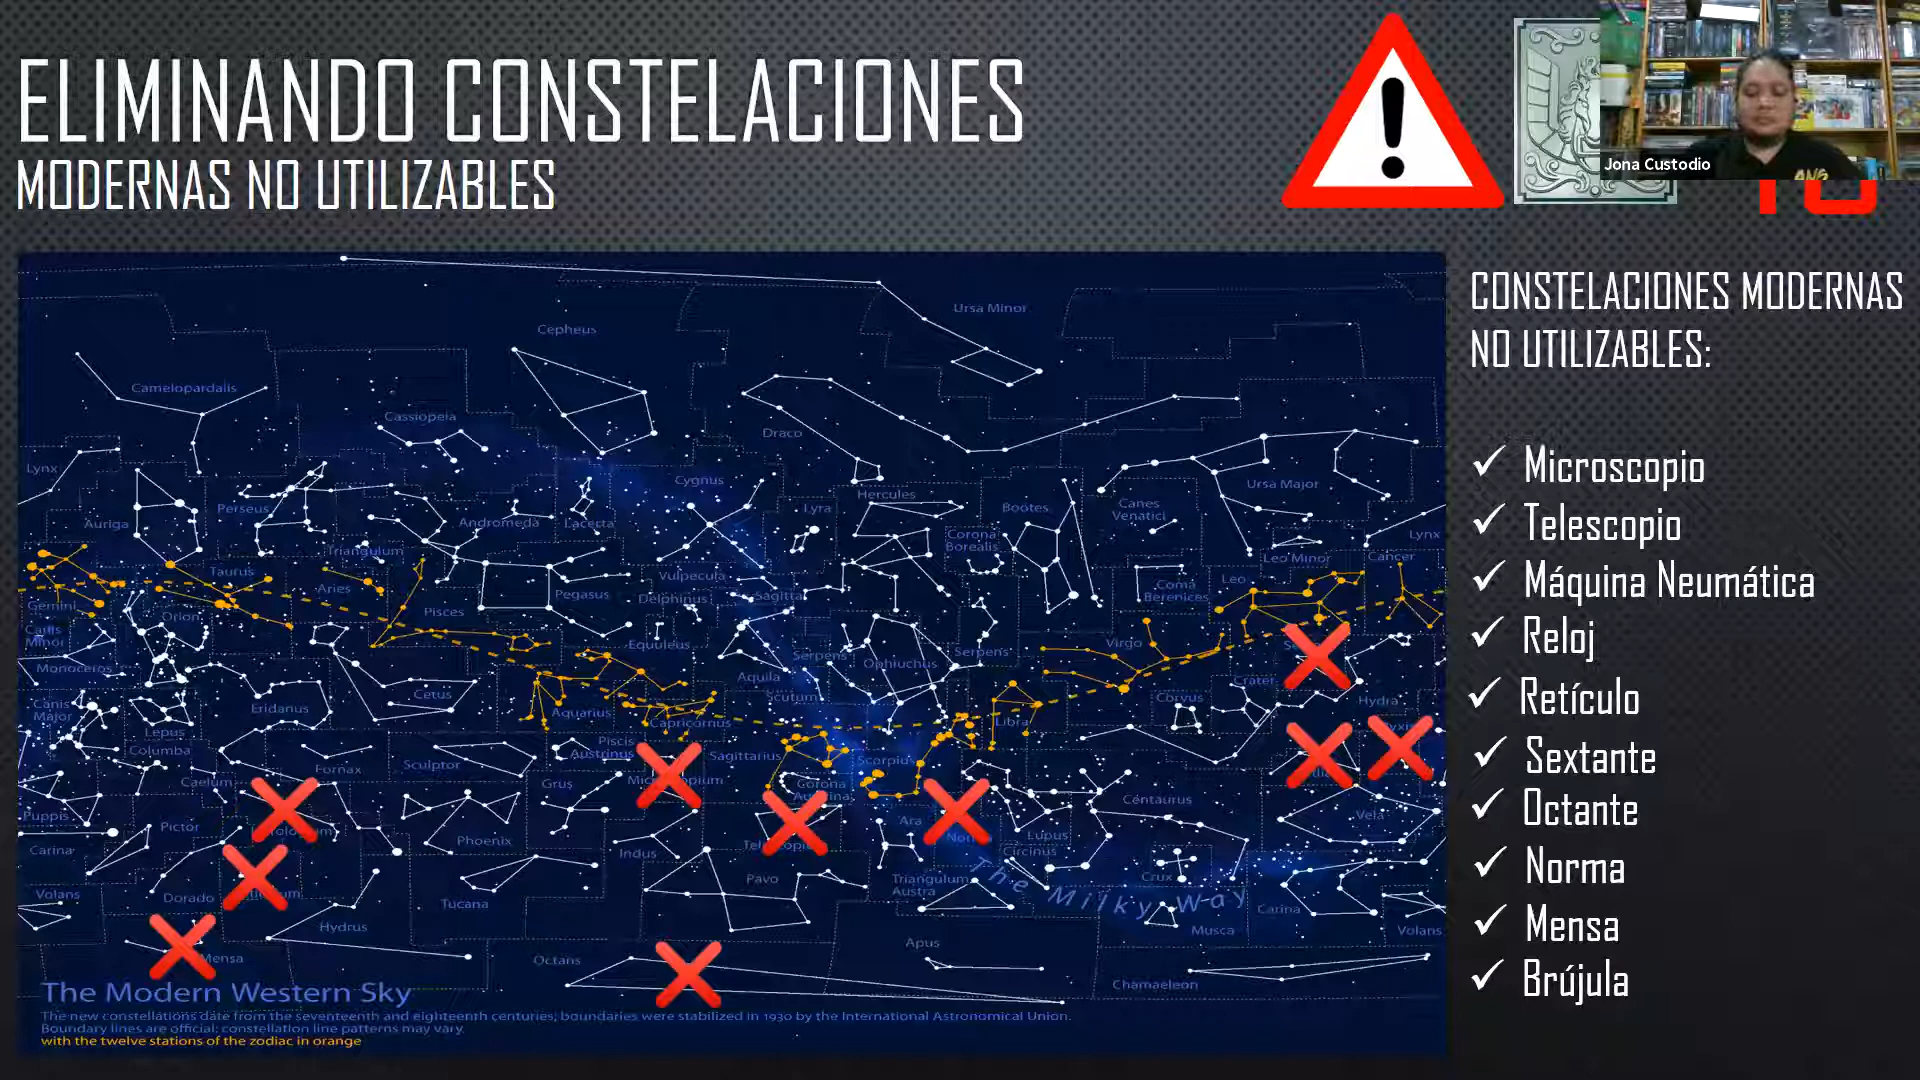 ELIMINANDO CONSTELACIONES
MODERNAS NO UTILIZABLES
Jona Custodio
CONSTELACIONES MODERNAS
NO UTILIZABLES:
✓ Microscopio
✓ Telescopio
✓ Máquina Neumática
✓ Reloj
✓ Retículo
✓ Sextante
✓ Octante
✓ Norma
✓ Mensa
✓ Brújula
Ursa Minor
Cepheus
Camelopardalis
Cassiopeia
Draco
Lynx
Cygnus
Hercules
Ursa Major
Perseus
Lyra
Bootes
Canes
Venatici
Auriga
Andromeda
Lacerta
Corona
Borealis
Lynx
Triangulum
Leo Minor
Cancer
Taurus
Vulpecula
Leo
Aries
Pegasus
Delphinus
Sagitta
Coma
Berenices
Gemini
Pisces
Orion
Canis
Minor
Equuleus
Serpens
Ophiuchus
Serpens
Virgo
Monoceros
Aquila
Cetus
Scutum
Crater
Corvus
Hydra
Canis
Major
Eridanus
Aquarius
Capricornus
Libra
Lepus
Columba
Piscis
Austrinus
Sagittarius
Scorpius
Fornax
Sculptor
Caelum
Grus
Corona
Centaurus
Puppis
Pictor
Ara
Vela
Phoenix
Lupus
Carina
Indus
Circinus
Pavo
Triangulum
Austra
Crux
Volans
Dorado
Tucana
The Milky Way
Carina
Hydrus
Musca
Volans
Apus
Mensa
Octans
Chamaeleon
The Modern Western Sky
The new constellations date from the seventeenth and eighteenth centuries; boundaries were stabilized in 1930 by the International Astronomical Union.
Boundary lines are official; constellation line patterns may vary.
with the twelve stations of the zodiac in orange